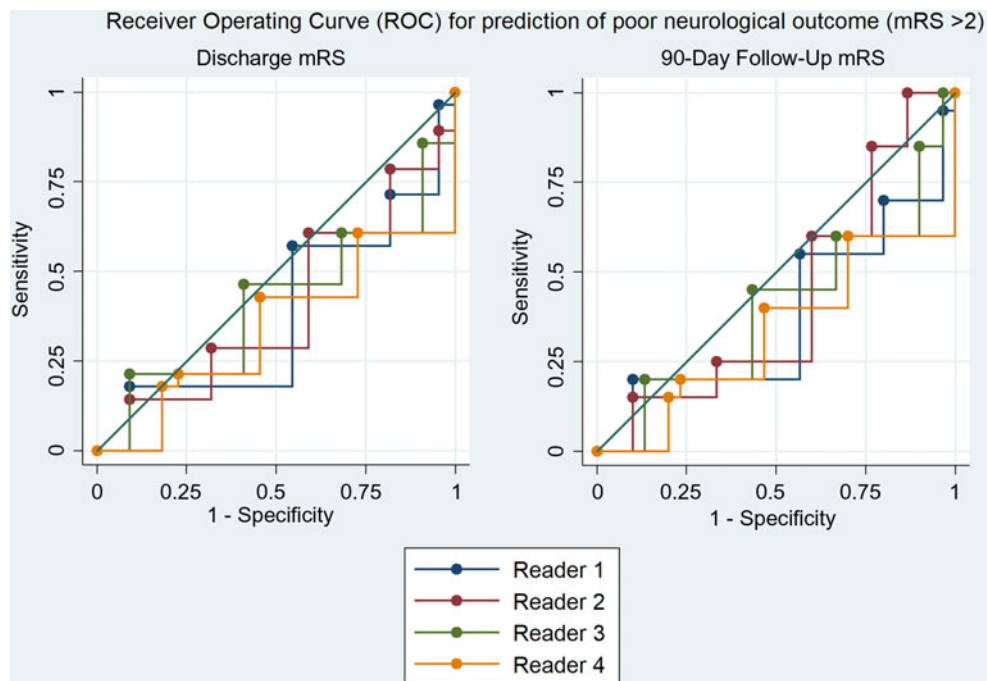 Receiver Operating Curve (ROC) for prediction of poor neurological outcome (mRS >2)
Discharge mRS
90-Day Follow-Up mRS
Sensitivity
1
0.75
0.5
0.25
0
0 0.25 0.5 0.75 1
1 - Specificity
Sensitivity
1
0.75
0.5
0.25
0
0 0.25 0.5 0.75 1
1 - Specificity
Reader 1
Reader 2
Reader 3
Reader 4